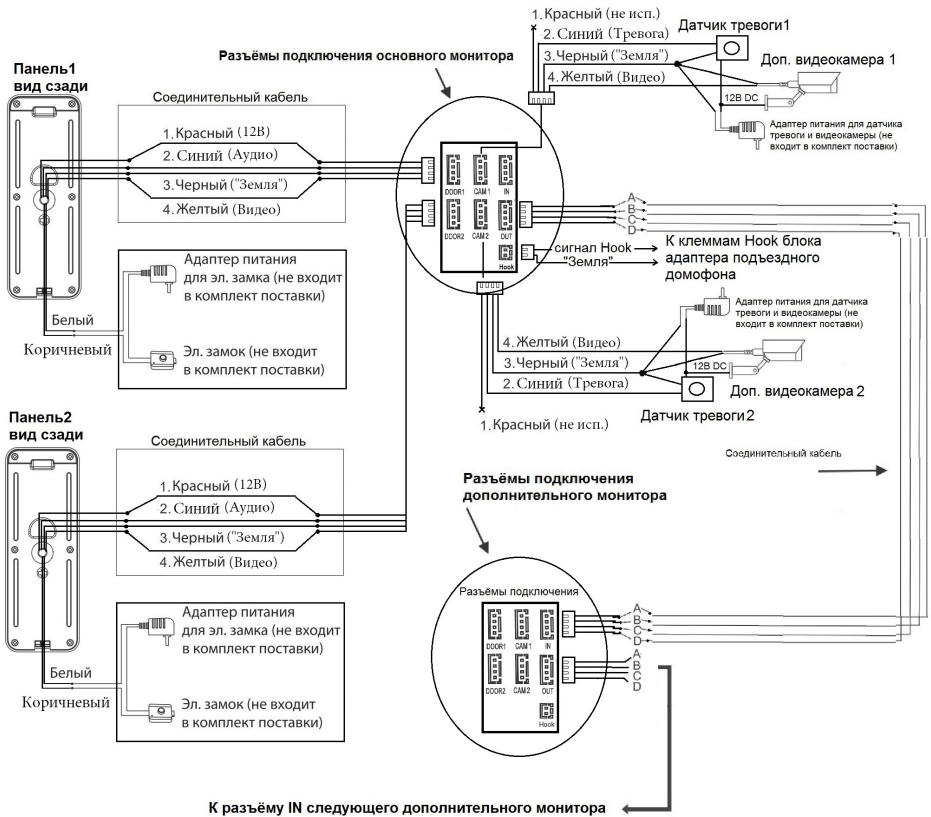 1. Красный (не исп.)
2. Синий (Тревога)
3. Черный ("Земля")
4. Желтый (Видео)
Датчик тревоги1
Доп. видеокамера 1
12В DC
Адаптер питания для датчика
тревоги и видеокамеры (не
входит в комплект поставки)
Разъёмы подключения основного монитора
Панель1
вид сзади
Соединительный кабель
1. Красный (12В)
2. Синий (Аудио)
3. Черный ("Земля")
4. Желтый (Видео)
DOOR1
CAM 1
IN
DOOR2
CAM 2
OUT
Hook
A
B
C
D
сигнал Hook
"Земля"
К клеммам Hook блока
адаптера подъездного
домофона
Адаптер питания
для эл. замка (не входит
в комплект поставки)
Белый
Коричневый
Эл. замок (не входит
в комплект поставки)
Адаптер питания для датчика
тревоги и видеокамеры (не
входит в комплект поставки)
4. Желтый (Видео)
3. Черный ("Земля")
2. Синий (Тревога)
1. Красный (не исп.)
12В DC
Доп. видеокамера 2
Датчик тревоги2
Панель2
вид сзади
Соединительный кабель
1. Красный (12В)
2. Синий (Аудио)
3. Черный ("Земля")
4. Желтый (Видео)
Соединительный кабель
Разъёмы подключения
дополнительного монитора
Разъёмы подключения
DOOR1
CAM 1
IN
DOOR2
CAM 2
OUT
Hook
A
B
C
D
A
B
C
D
Адаптер питания
для эл. замка (не входит
в комплект поставки)
Белый
Коричневый
Эл. замок (не входит
в комплект поставки)
К разъёму IN следующего дополнительного монитора